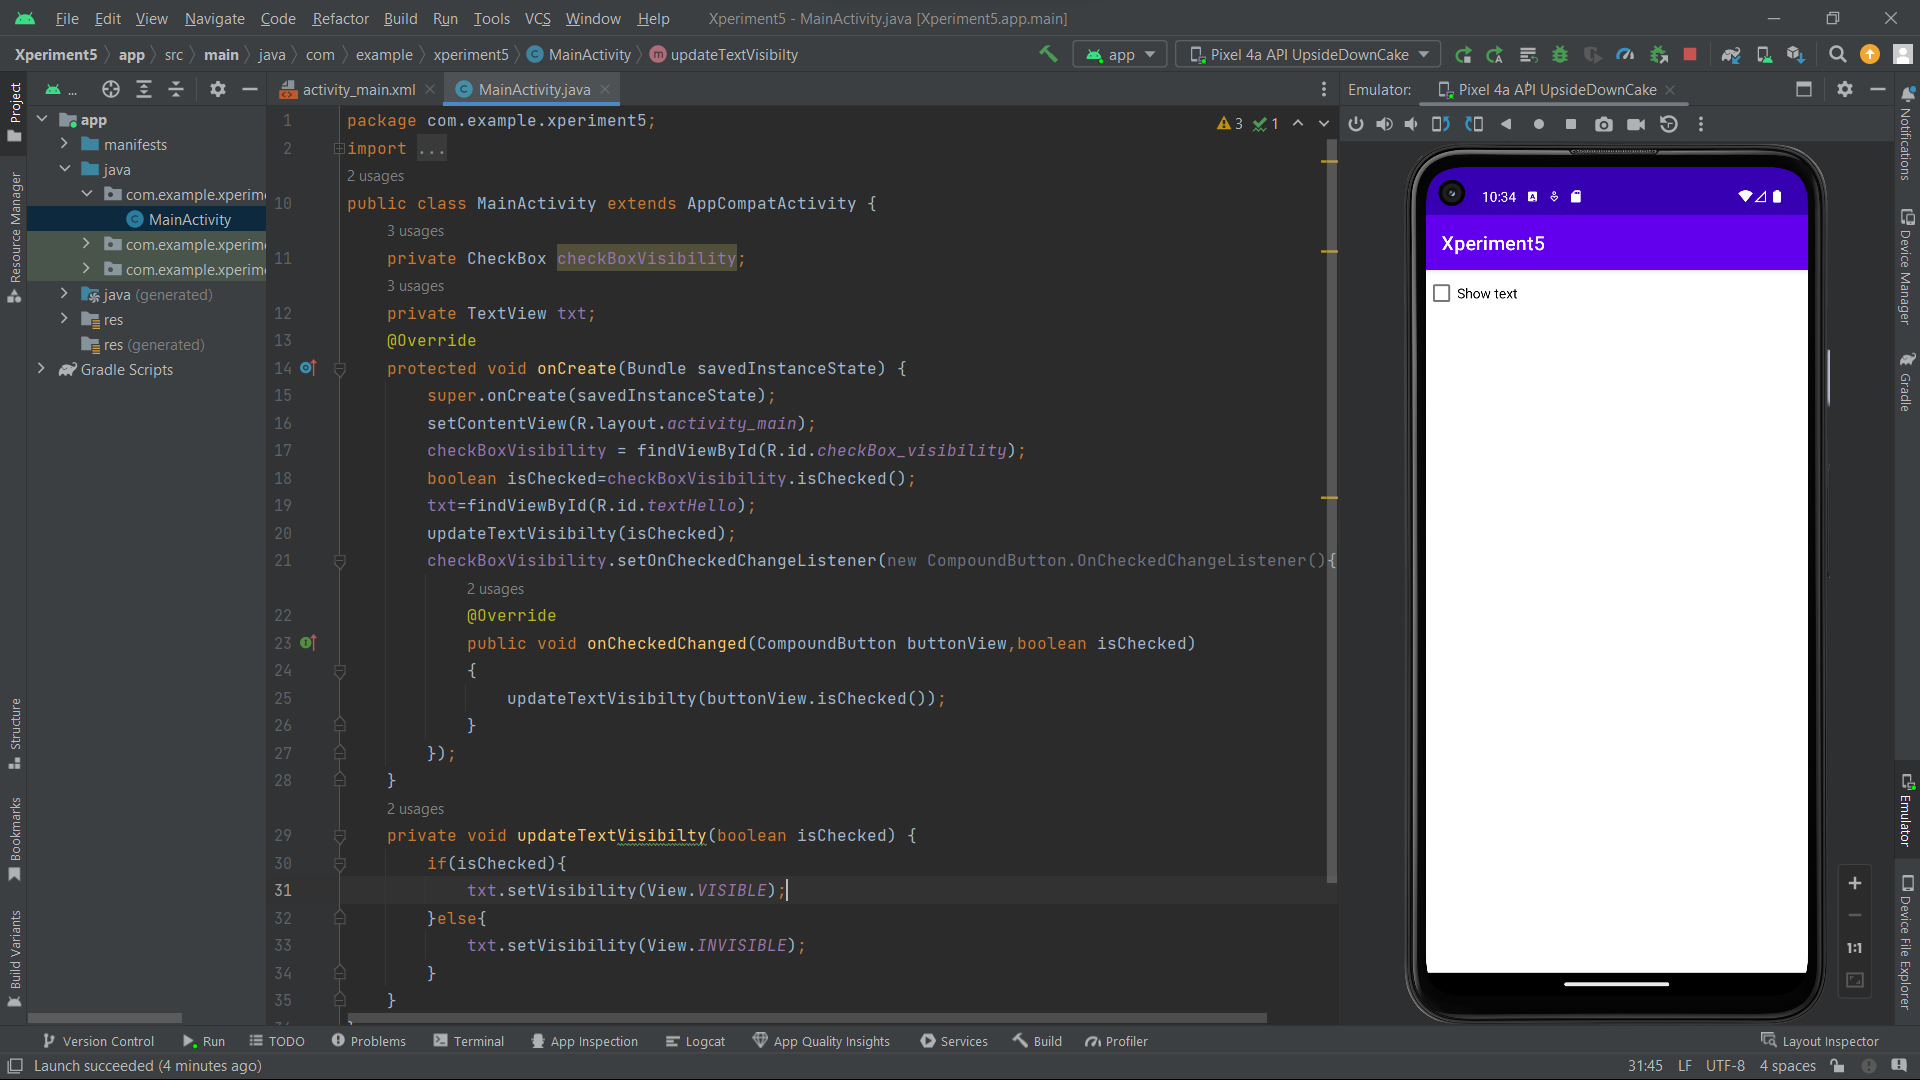 File Edit View Navigate Code Refactor Build Run Tools VCS Window Help Xperiment5 - MainActivity.java [Xperiment5.app.main]
Xperiment5 app src main java com example xperiment5 MainActivity updateTextVisibilty app Pixel 4a API UpsideDownCake
Project
Resource Manager
Structure
Bookmarks
Build Variants
...
app
manifests
java
com.example.xperim
MainActivity
com.example.xperim
com.example.xperim
java (generated)
res
res (generated)
Gradle Scripts
activity_main.xml MainActivity.java
3 1
1 package com.example.xperiment5;
2 import ...
2 usages
10 public class MainActivity extends AppCompatActivity {
3 usages
11 private CheckBox checkBoxVisibility;
3 usages
12 private TextView txt;
13 @Override
14 protected void onCreate(Bundle savedInstanceState) {
15 super.onCreate(savedInstanceState);
16 setContentView(R.layout.activity_main);
17 checkBoxVisibility = findViewById(R.id.checkBox_visibility);
18 boolean isChecked=checkBoxVisibility.isChecked();
19 txt=findViewById(R.id.textHello);
20 updateTextVisibilty(isChecked);
21 checkBoxVisibility.setOnCheckedChangeListener(new CompoundButton.OnCheckedChangeListener(){
2 usages
22 @Override
23 public void onCheckedChanged(CompoundButton buttonView,boolean isChecked)
24 {
25 updateTextVisibilty(buttonView.isChecked());
26 }
27 });
28 }
2 usages
29 private void updateTextVisibilty(boolean isChecked) {
30 if(isChecked){
31 txt.setVisibility(View.VISIBLE);
32 }else{
33 txt.setVisibility(View.INVISIBLE);
34 }
35 }
Emulator: Pixel 4a API UpsideDownCake
10:34
Xperiment5
Show text
1:1
Notifications
Device Manager
Gradle
Emulator
Device File Explorer
Version Control Run TODO Problems Terminal App Inspection Logcat App Quality Insights Services Build Profiler Layout Inspector
Launch succeeded (4 minutes ago) 31:45 LF UTF-8 4 spaces